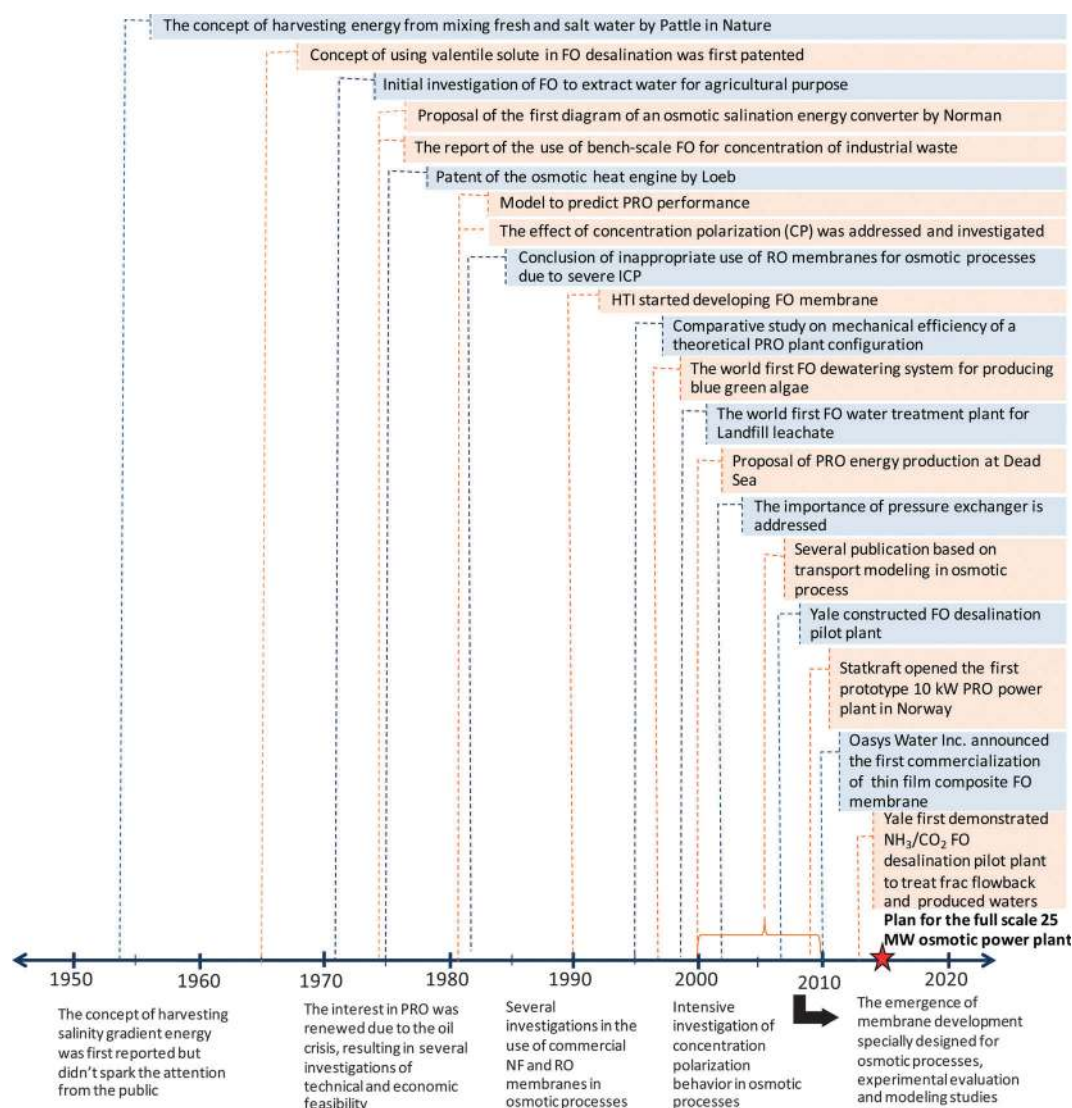 The concept of harvesting energy from mixing fresh and salt water by Pattle in Nature
Concept of using valentile solute in FO desalination was first patented
Initial investigation of FO to extract water for agricultural purpose
Proposal of the first diagram of an osmotic salination energy converter by Norman
The report of the use of bench-scale FO for concentration of industrial waste
Patent of the osmotic heat engine by Loeb
Model to predict PRO performance
The effect of concentration polarization (CP) was addressed and investigated
Conclusion of inappropriate use of RO membranes for osmotic processes
due to severe ICP
HTI started developing FO membrane
Comparative study on mechanical efficiency of a
theoretical PRO plant configuration
The world first FO dewatering system for producing
blue green algae
The world first FO water treatment plant for
Landfill leachate
Proposal of PRO energy production at Dead
Sea
The importance of pressure exchanger is
addressed
Several publication based on
transport modeling in osmotic
process
Yale constructed FO desalination
pilot plant
Statkraft opened the first
prototype 10 kW PRO power
plant in Norway
Oasys Water Inc. announced
the first commercialization
of thin film composite FO
membrane
Yale first demonstrated
NH₃/CO₂ FO
desalination pilot plant
to treat frac flowback
and produced waters
Plan for the full scale 25
MW osmotic power plant
1950 1960 1970 1980 1990 2000 2010 2020
The concept of harvesting
salinity gradient energy
was first reported but
didn't spark the attention
from the public
The interest in PRO was
renewed due to the oil
crisis, resulting in several
investigations of
technical and economic
feasibility
Several
investigations in the
use of commercial
NF and RO
membranes in
osmotic processes
Intensive
investigation of
concentration
polarization
behavior in osmotic
processes
The emergence of
membrane development
specially designed for
osmotic processes,
experimental evaluation
and modeling studies